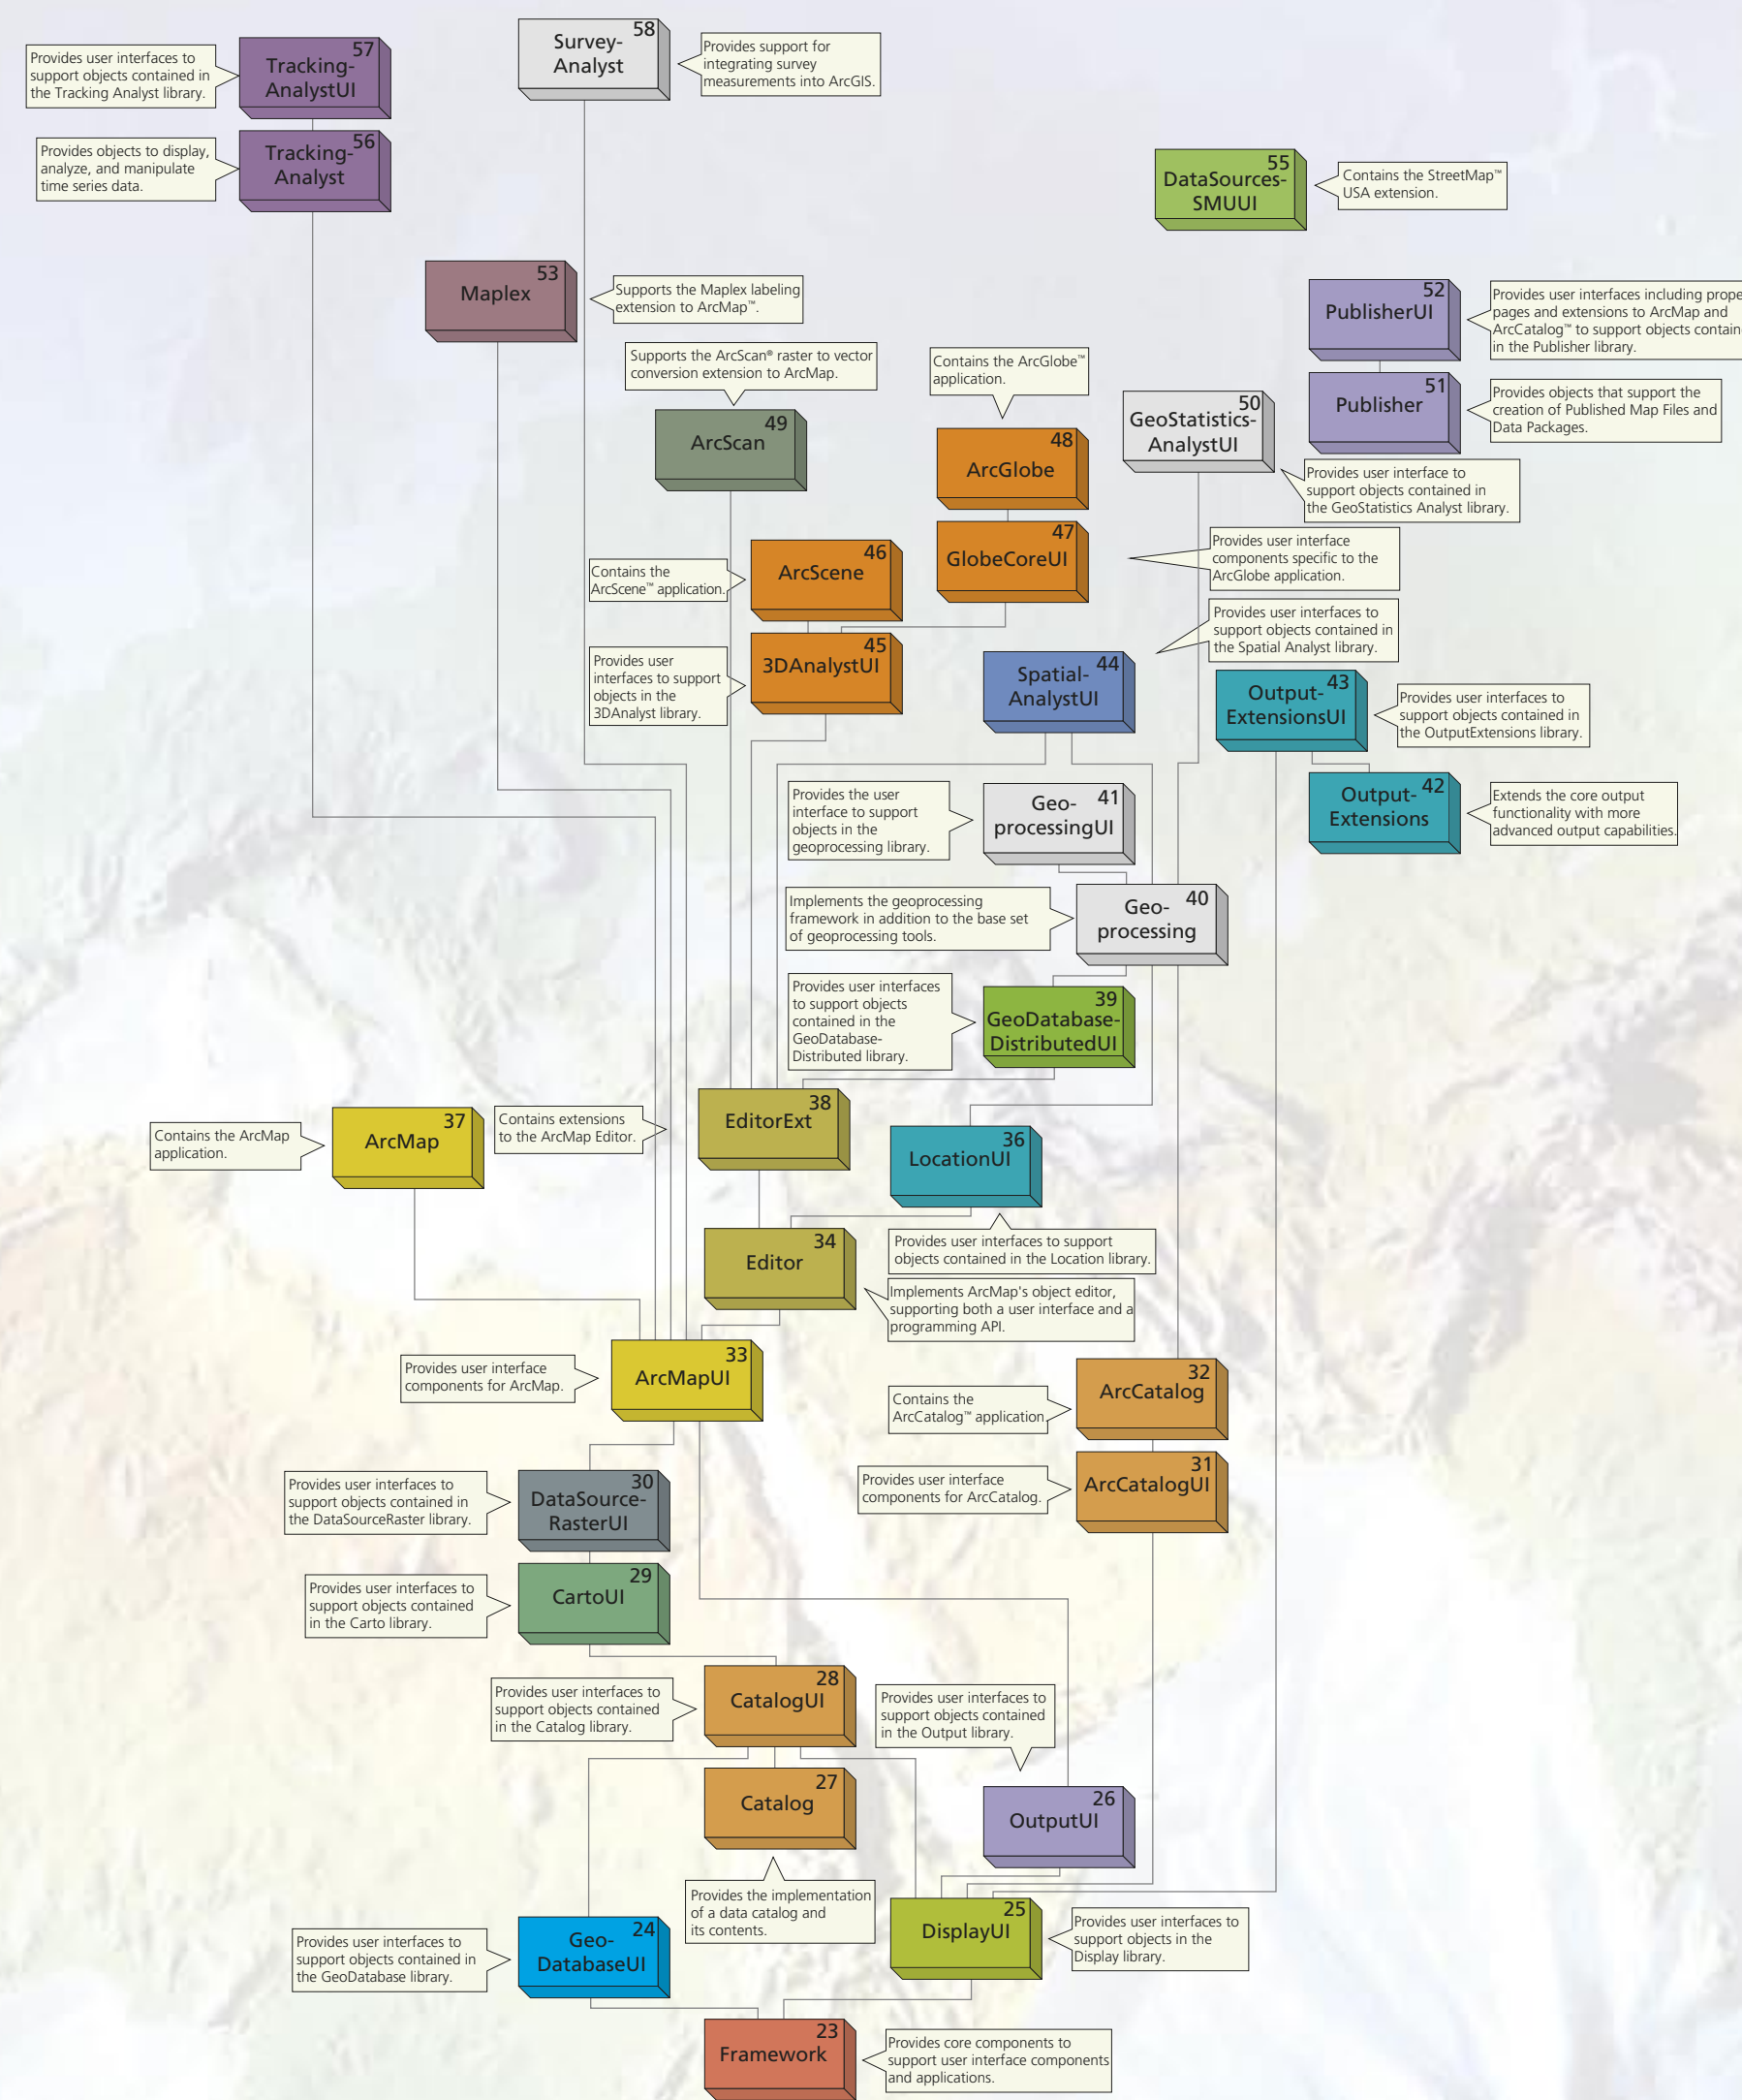 58
Survey-
Analyst
Provides support for
integrating survey
measurements into ArcGIS.
57
Tracking-
AnalystUI
Provides user interfaces to
support objects contained in
the Tracking Analyst library.
56
Tracking-
Analyst
Provides objects to display,
analyze, and manipulate
time series data.
55
DataSources-
SMUUI
Contains the StreetMap™
USA extension.
53
Maplex
Supports the Maplex labeling
extension to ArcMap™.
52
PublisherUI
Provides user interfaces including prope
pages and extensions to ArcMap and
ArcCatalog™ to support objects contain
in the Publisher library.
51
Publisher
Provides objects that support the
creation of Published Map Files and
Data Packages.
Supports the ArcScan® raster to vector
conversion extension to ArcMap.
49
ArcScan
Contains the ArcGlobe™
application.
48
ArcGlobe
50
GeoStatistics-
AnalystUI
Provides user interface to
support objects contained in
the GeoStatistics Analyst library.
47
GlobeCoreUI
Provides user interface
components specific to the
ArcGlobe application.
46
ArcScene
Contains the
ArcScene™ application.
45
3DAnalystUI
Provides user
interfaces to support
objects in the
3DAnalyst library.
44
Spatial-
AnalystUI
Provides user interfaces to
support objects contained in
the Spatial Analyst library.
43
Output-
ExtensionsUI
Provides user interfaces to
support objects contained in
the OutputExtensions library.
42
Output-
Extensions
Extends the core output
functionality with more
advanced output capabilities.
41
Geo-
processingUI
Provides the user
interface to support
objects in the
geoprocessing library.
40
Geo-
processing
Implements the geoprocessing
framework in addition to the base set
of geoprocessing tools.
39
GeoDatabase-
DistributedUI
Provides user interfaces
to support objects
contained in the
GeoDatabase-
Distributed library.
38
EditorExt
Contains extensions
to the ArcMap Editor.
37
ArcMap
Contains the ArcMap
application.
36
LocationUI
Provides user interfaces to support
objects contained in the Location library.
34
Editor
Implements ArcMap's object editor,
supporting both a user interface and a
programming API.
33
ArcMapUI
Provides user interface
components for ArcMap.
32
ArcCatalog
Contains the
ArcCatalog™ application
31
ArcCatalogUI
Provides user interface
components for ArcCatalog.
30
DataSource-
RasterUI
Provides user interfaces to
support objects contained in
the DataSourceRaster library.
29
CartoUI
Provides user interfaces to
support objects contained
in the Carto library.
28
CatalogUI
Provides user interfaces to
support objects contained
in the Catalog library.
27
Catalog
Provides the implementation
of a data catalog and
its contents.
Provides user interfaces to
support objects contained
in the Output library.
26
OutputUI
25
DisplayUI
Provides user interfaces to
support objects in the
Display library.
24
Geo-
DatabaseUI
Provides user interfaces to
support objects contained in
the GeoDatabase library.
23
Framework
Provides core components to
support user interface components
and applications.